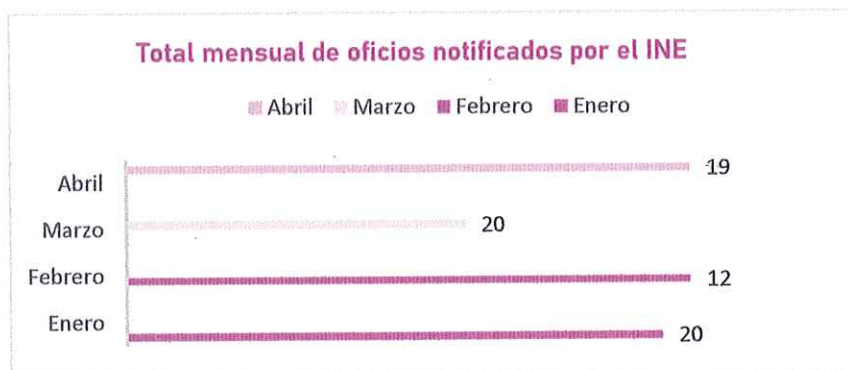 Total mensual de oficios notificados por el INE
Abril Marzo Febrero Enero
Abril 19
Marzo 20
Febrero 12
Enero 20